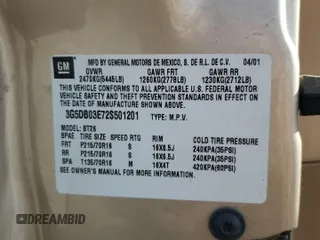 GM
MFD BY GENERAL MOTORS DE MEXICO, S. DE R.L. DE C.V. 04/01
GVWR GAWR FRT GAWR RR
2470KG(5445LB) 1260KG(2778LB) 1230KG(2712LB)
THIS VEHICLE CONFORMS TO ALL APPLICABLE U.S. FEDERAL MOTOR
VEHICLE SAFETY AND THEFT PREVENTION STANDARDS IN EFFECT ON
THE DATE OF MANUFACTURE SHOWN ABOVE.
3G5DB03E72S501201 TYPE: M.P.V.
MODEL: BT26
BPAE TIRE SIZE SPEED RTG RIM COLD TIRE PRESSURE
FRT P215/70R16 S 16X6.5J 240KPA(35PSI)
RR P215/70R16 S 16X6.5J 240KPA(35PSI)
SPA T135/70R16 M 16X4T 420KPA(60PSI)
SEE OWNER'S MANUAL FOR MORE INFORMATION.
DREAMBID